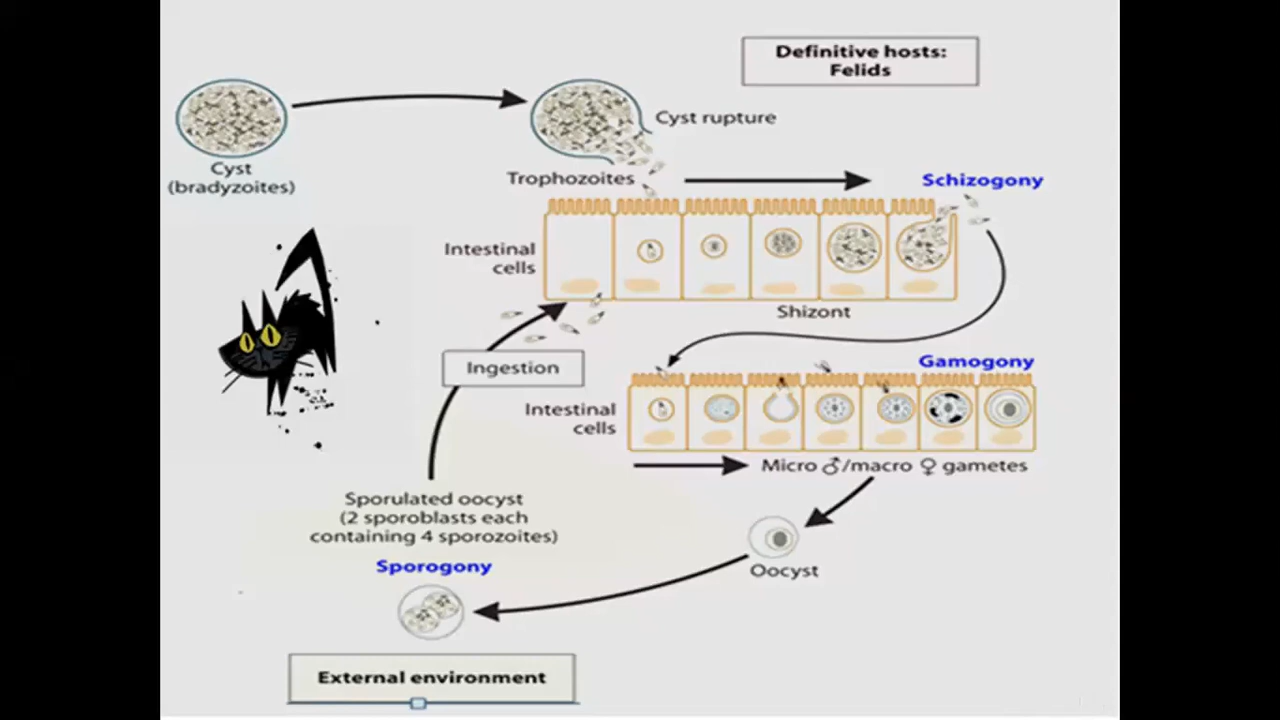 Definitive hosts:
Felids
Cyst
(bradyzoites)
Cyst rupture
Trophozoites
Schizogony
Intestinal
cells
Shizont
Ingestion
Gamogony
Intestinal
cells
Micro ♂/macro ♀ gametes
Sporulated oocyst
(2 sporoblasts each
containing 4 sporozoites)
Oocyst
Sporogony
External environment